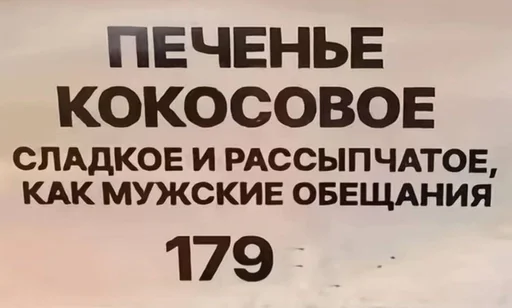 ПЕЧЕНЬЕ
КОКОСОВОЕ
СЛАДКОЕ И РАССЫПЧАТОЕ,
КАК МУЖСКИЕ ОБЕЩАНИЯ
179